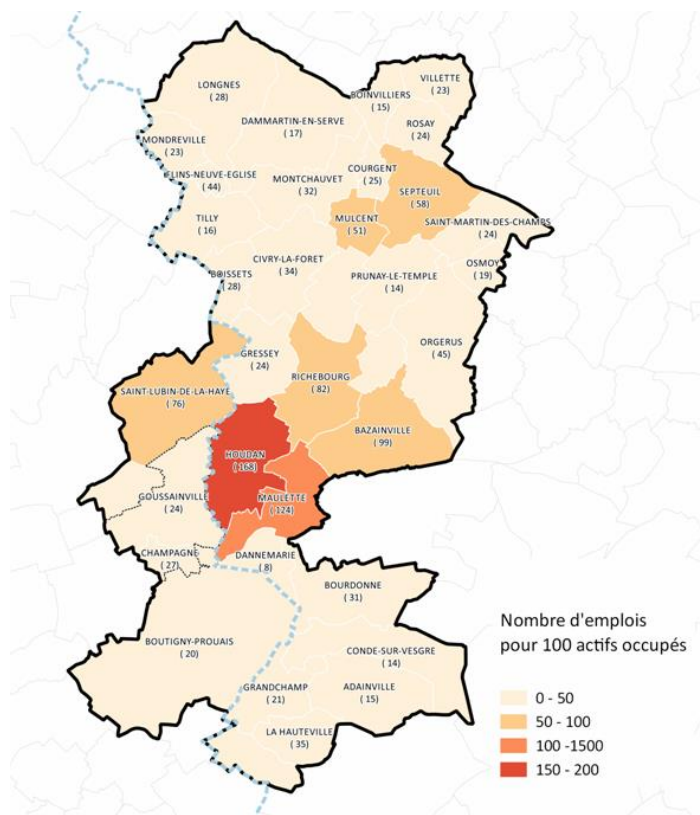 VILLETTE
(23)
LONGNES
(28)
BOINVILLIERS
(15)
DAMMARTIN-EN-SERVE
(17)
ROSAY
(24)
MONDREVILLE
(23)
COURGENT
(25)
FLINS-NEUVE-EGLISE
(44)
MONTCHAUVET
(32)
SEPTEUIL
(58)
TILLY
(16)
MULCENT
(51)
SAINT-MARTIN-DES-CHAMPS
(24)
CIVRY-LA-FORET
(34)
OSMOY
(19)
BOISSETS
(28)
PRUNAY-LE-TEMPLE
(14)
ORGERUS
(45)
GRESSEY
(24)
RICHEBOURG
(82)
SAINT-LUBIN-DE-LA-HAYE
(76)
BAZAINVILLE
(99)
HOUDAN
(168)
GOUSSAINVILLE
(24)
MAULETTE
(124)
CHAMPAGNE
(27)
DANNEMARIE
(8)
BOURDONNE
(31)
BOUTIGNY-PROUAIS
(20)
CONDE-SUR-VESGRE
(14)
GRANDCHAMP
(21)
ADAINVILLE
(15)
LA HAUTEVILLE
(35)
Nombre d'emplois
pour 100 actifs occupés
0 - 50
50 - 100
100 -1500
150 - 200